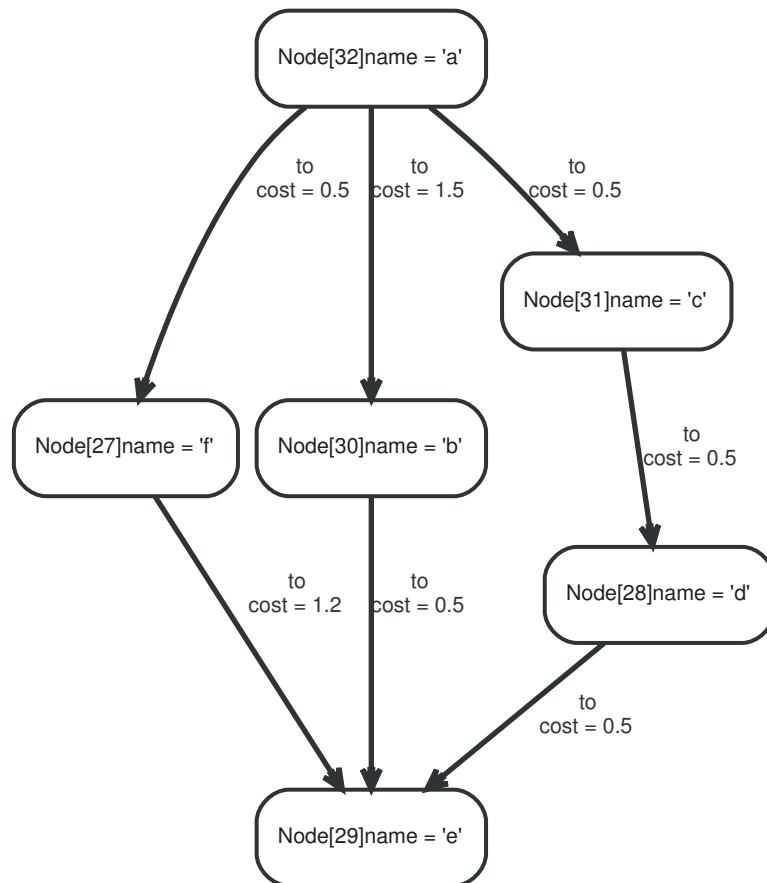 Node[32]name = 'a'
to
cost = 0.5
to
cost = 1.5
to
cost = 0.5
Node[31]name = 'c'
Node[27]name = 'f'
Node[30]name = 'b'
to
cost = 0.5
to
cost = 1.2
to
cost = 0.5
Node[28]name = 'd'
to
cost = 0.5
Node[29]name = 'e'